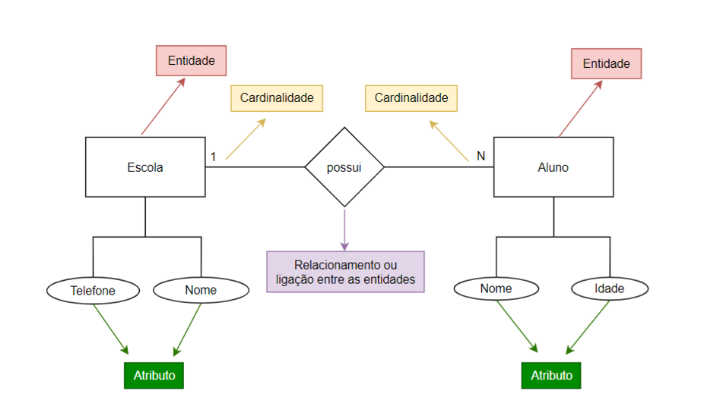 Entidade
Entidade
Cardinalidade
Cardinalidade
Escola
1
possui
N
Aluno
Relacionamento ou
ligação entre as entidades
Telefone
Nome
Nome
Idade
Atributo
Atributo